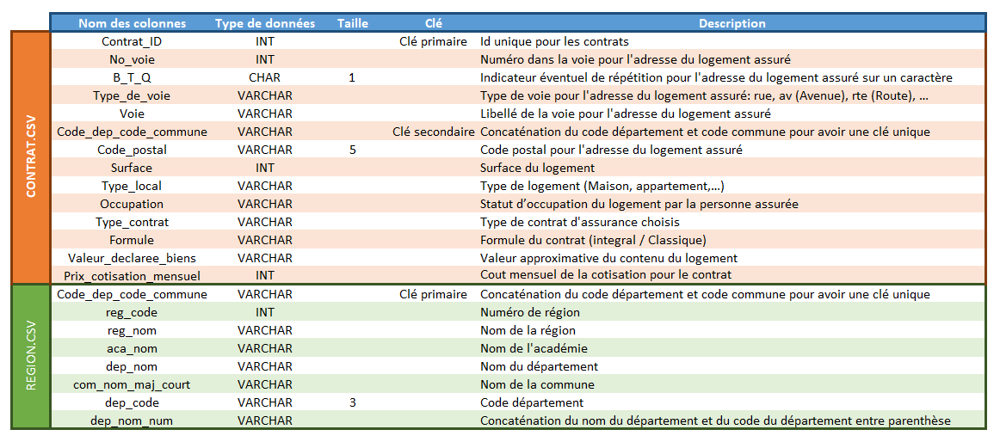 Nom des colonnes Type de données Taille Clé Description
CONTRAT.CSV
Contrat_ID INT Clé primaire Id unique pour les contrats
No_voie INT Numéro dans la voie pour l'adresse du logement assuré
B_T_Q CHAR 1 Indicateur éventuel de répétition pour l'adresse du logement assuré sur un caractère
Type_de_voie VARCHAR Type de voie pour l'adresse du logement assuré: rue, av (Avenue), rte (Route), ...
Voie VARCHAR Libellé de la voie pour l'adresse du logement assuré
Code_dep_code_commune VARCHAR Clé secondaire Concaténation du code département et code commune pour avoir une clé unique
Code_postal VARCHAR 5 Code postal pour l'adresse du logement assuré
Surface INT Surface du logement
Type_local VARCHAR Type de logement (Maison, appartement,...)
Occupation VARCHAR Statut d’occupation du logement par la personne assurée
Type_contrat VARCHAR Type de contrat d'assurance choisis
Formule VARCHAR Formule du contrat (integral / Classique)
Valeur_declaree_biens VARCHAR Valeur approximative du contenu du logement
Prix_cotisation_mensuel INT Cout mensuel de la cotisation pour le contrat
REGION.CSV
Code_dep_code_commune VARCHAR Clé primaire Concaténation du code département et code commune pour avoir une clé unique
reg_code INT Numéro de région
reg_nom VARCHAR Nom de la région
aca_nom VARCHAR Nom de l'académie
dep_nom VARCHAR Nom du département
com_nom_maj_court VARCHAR Nom de la commune
dep_code VARCHAR 3 Code département
dep_nom_num VARCHAR Concaténation du nom du département et du code du département entre parenthèse